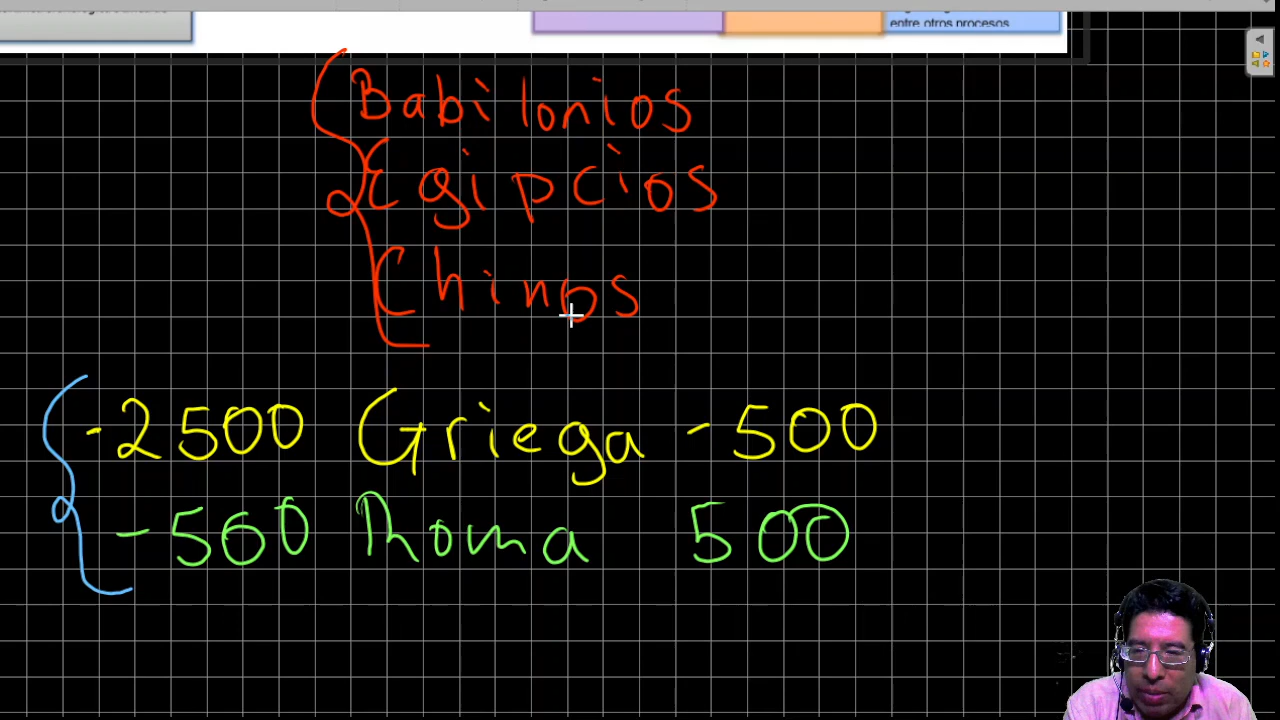 entre otros procesos
Babilonios
Egipcios
Chinos
-2500 Griega -500
-500 Roma 500